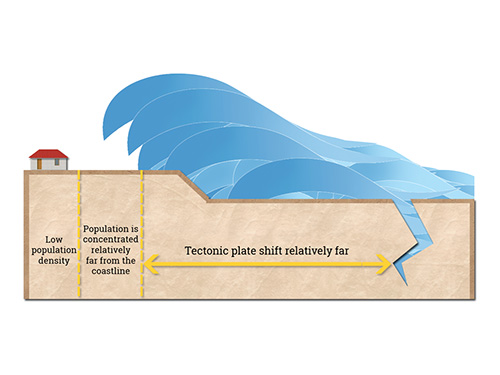 Low
population
density
Population is
concentrated
relatively
far from the
coastline
Tectonic plate shift relatively far